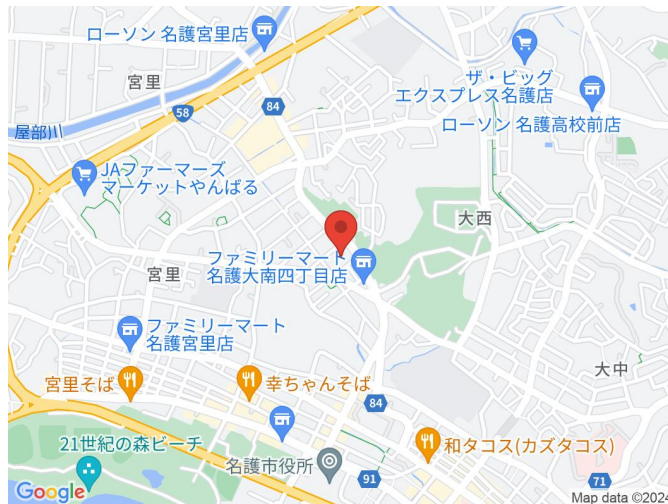 ローソン 名護宮里店
宮里
58
84
屋部川
ザ・ビッグ
エクスプレス名護店
ローソン 名護高校前店
JAファーマーズ
マーケットやんばる
大西
宮里
ファミリーマート
名護大南四丁目店
ファミリーマート
名護宮里店
大中
宮里そば
幸ちゃんそば
84
21世紀の森ビーチ
名護市役所
和タコス(カズタコス)
91
71
Google
Map data ©2024